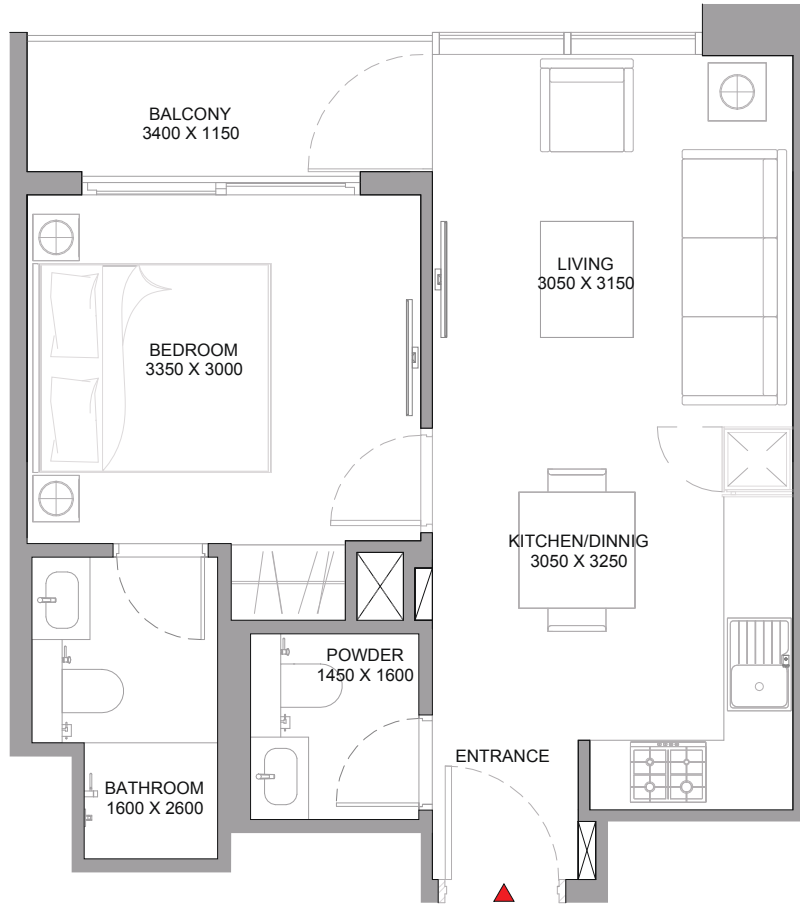 BALCONY
3400 X 1150
LIVING
3050 X 3150
BEDROOM
3350 X 3000
KITCHEN/DINNIG
3050 X 3250
POWDER
1450 X 1600
ENTRANCE
BATHROOM
1600 X 2600